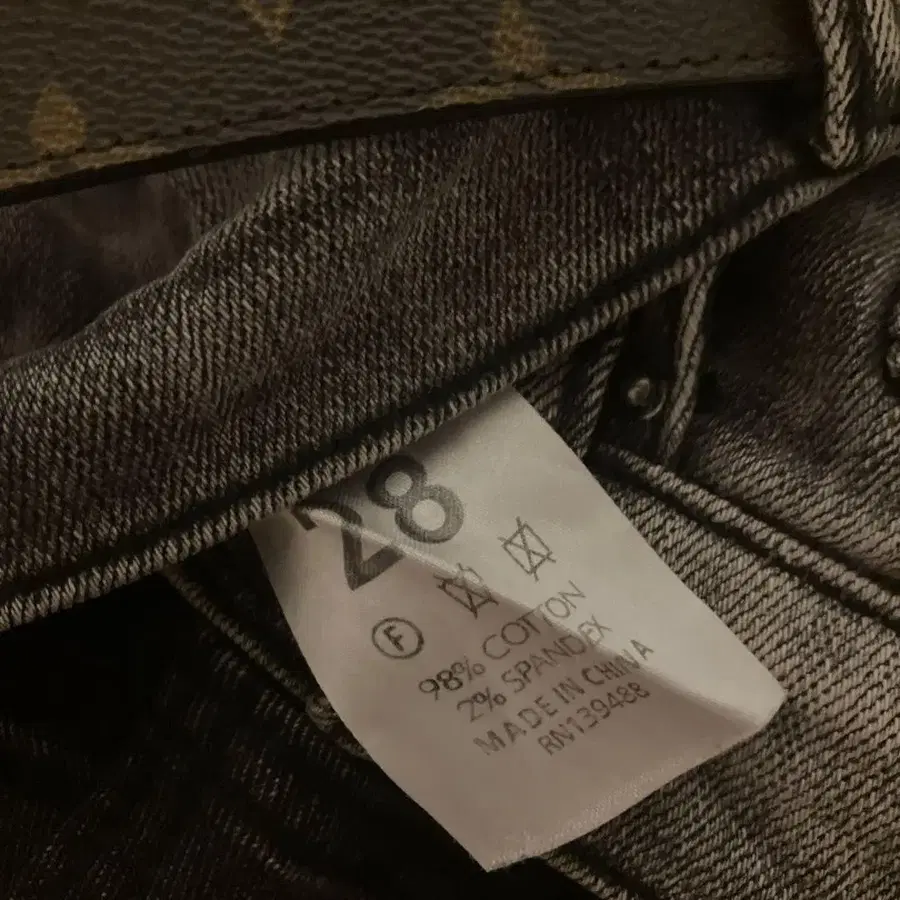 28
F
98% COTTON
2% SPANDEX
MADE IN CHINA
RN139488